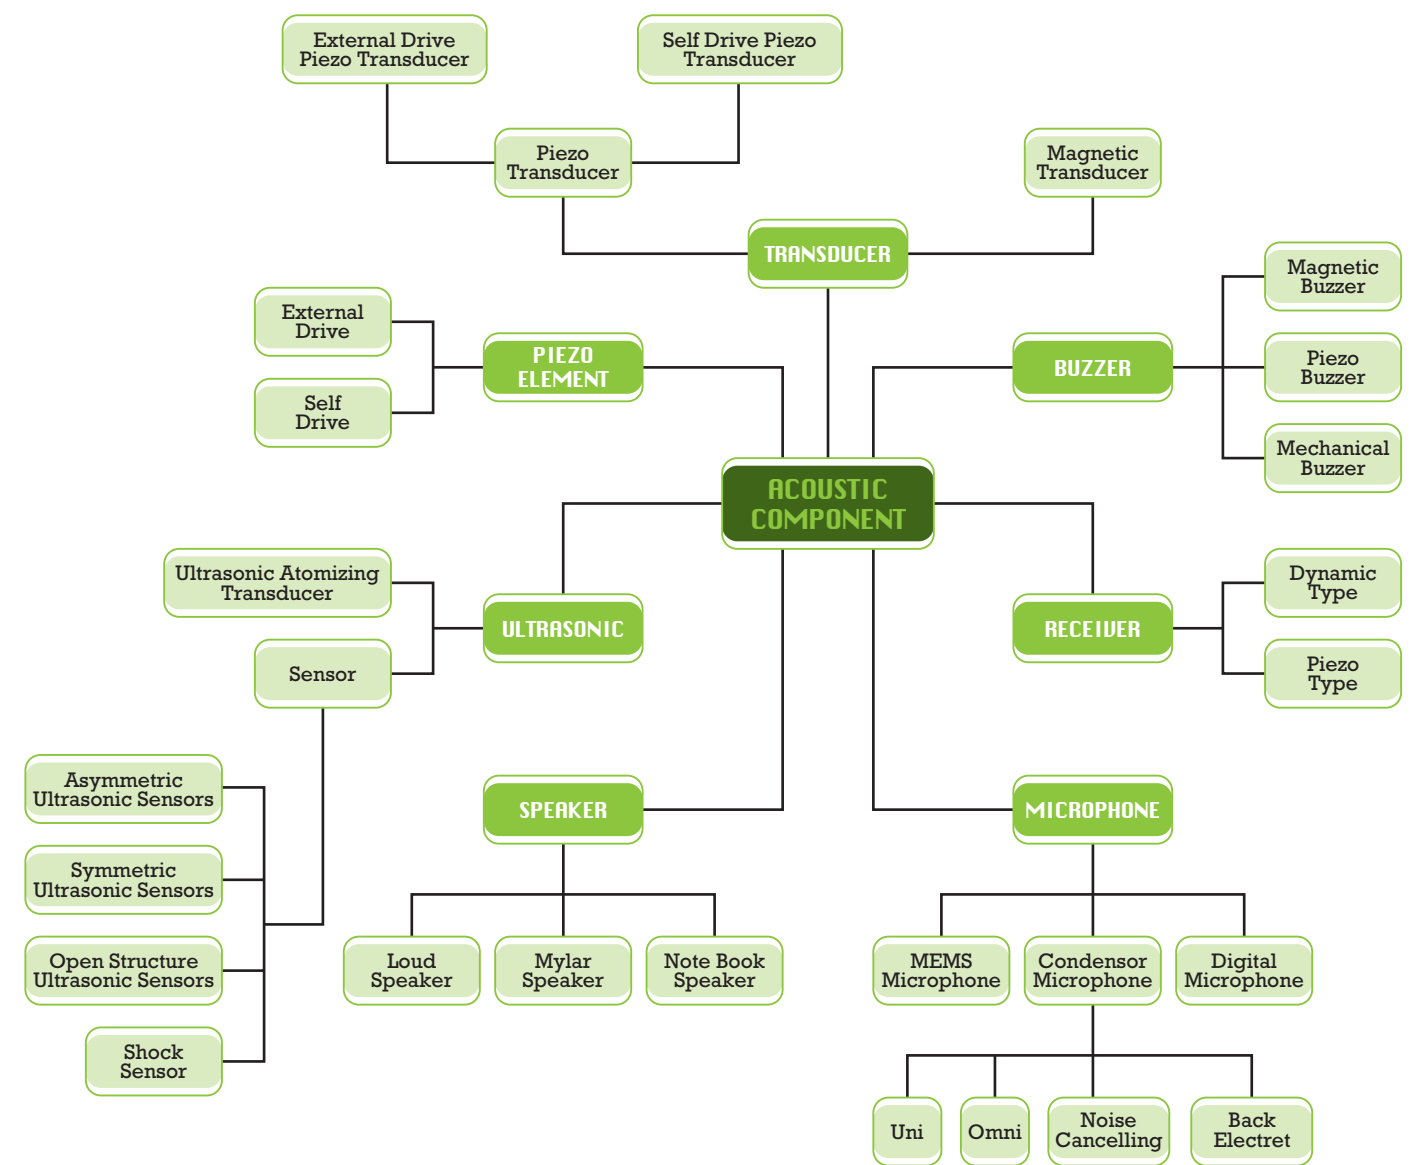 External Drive
Piezo Transducer
Self Drive Piezo
Transducer
Piezo
Transducer
Magnetic
Transducer
TRANSDUCER
Magnetic
Buzzer
External
Drive
PIEZO
ELEMENT
BUZZER
Piezo
Buzzer
Self
Drive
Mechanical
Buzzer
ACOUSTIC
COMPONENT
Ultrasonic Atomizing
Transducer
Dynamic
Type
ULTRASONIC
RECEIVER
Sensor
Piezo
Type
Asymmetric
Ultrasonic Sensors
SPEAKER
MICROPHONE
Symmetric
Ultrasonic Sensors
Open Structure
Ultrasonic Sensors
Loud
Speaker
Mylar
Speaker
Note Book
Speaker
MEMS
Microphone
Condensor
Microphone
Digital
Microphone
Shock
Sensor
Uni
Omni
Noise
Cancelling
Back
Electret